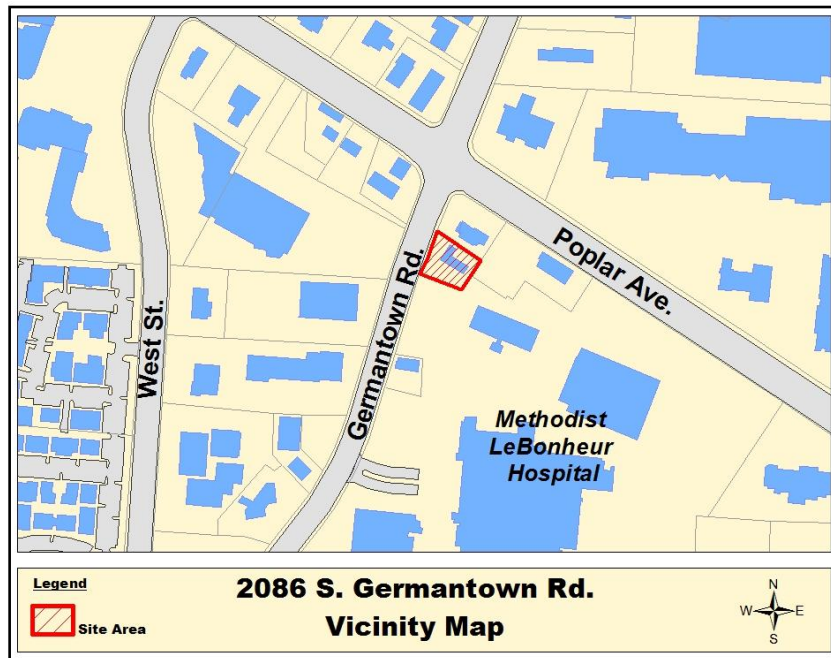 Poplar Ave.
West St.
Germantown Rd.
Methodist
LeBonheur
Hospital
Legend
Site Area
2086 S. Germantown Rd.
Vicinity Map
N
W E
S